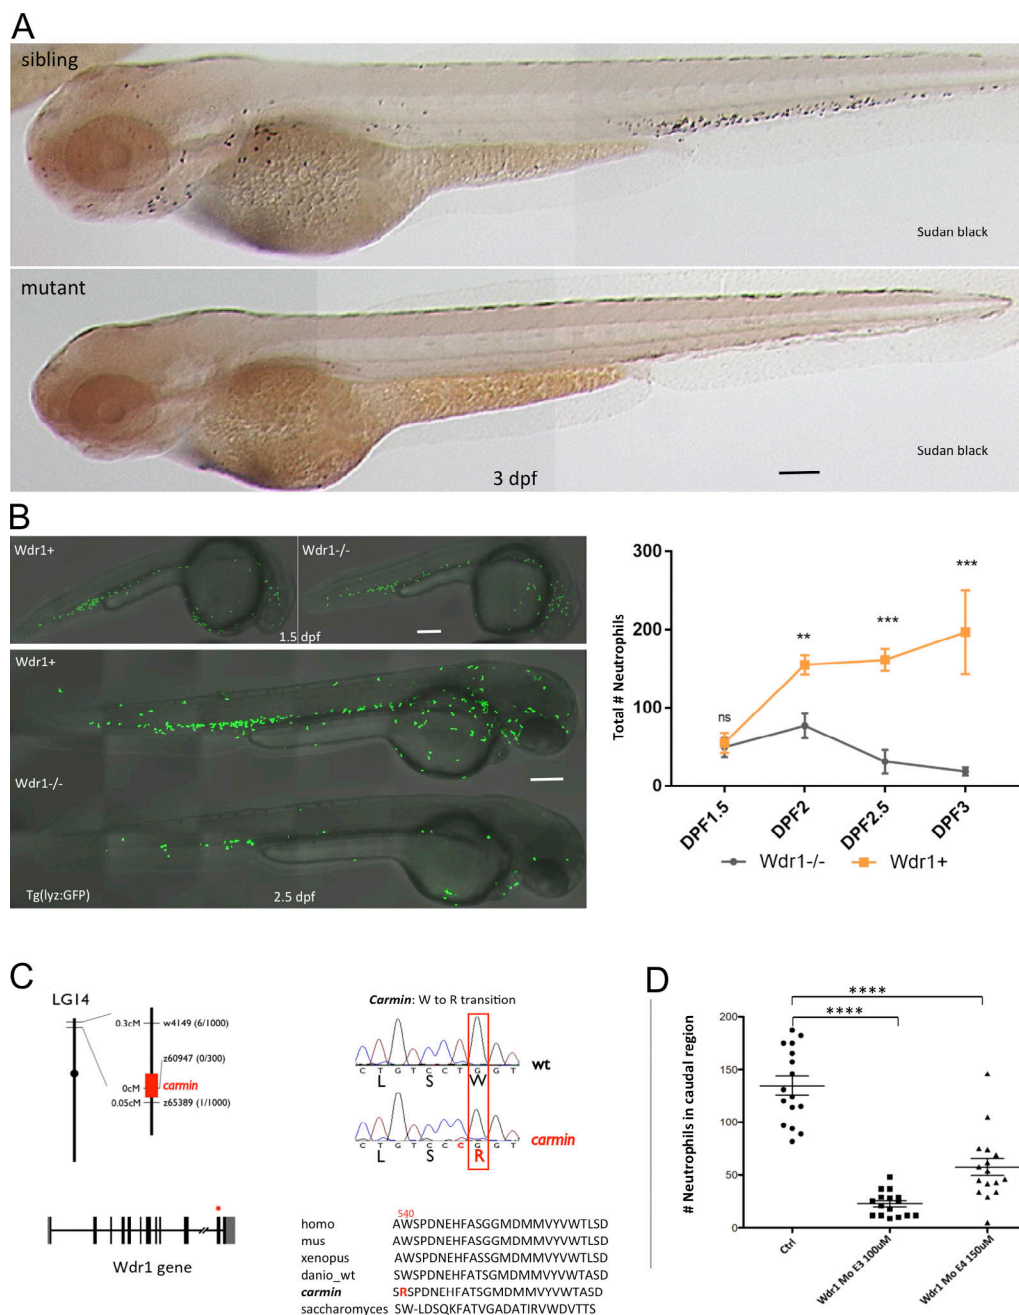 A
sibling
Sudan black
mutant
Sudan black
3 dpf
B
Wdr1+
Wdr1-/-
1.5 dpf
Wdr1+
Wdr1-/-
Tg(lyz:GFP)
2.5 dpf
Total # Neutrophils
300
200
100
0
ns
**
***
***
DPF1.5
DPF2
DPF2.5
DPF3
Wdr1-/-
Wdr1+
C
LG14
0.3cM
w4149 (6/1000)
z60947 (0/300)
0cM
carmin
0.05cM
z65389 (1/1000)
*
Wdr1 gene
Carmin: W to R transition
C T G T C C T G G T
L S W
wt
C T G T C C C G G T
L S R
carmin
540
homo AWSPDNEHFASGGMDMMVYVWTLSD
mus AWSPDNEHFASSGMDMMVYVWTLSD
xenopus AWSPDNEHFASSGMDMMVYVWTLSD
danio_wt SWSPDNEHFATSGMDMMVYVWTASD
carmin SRSPDNEHFATSGMDMMVYVWTASD
saccharomyces SW-LDSQKFATVGADATIRVWDVTTS
D
# Neutrophils in caudal region
200
150
100
50
0
****
****
Ctrl
Wdr1 Mo E3 100uM
Wdr1 Mo E4 150uM